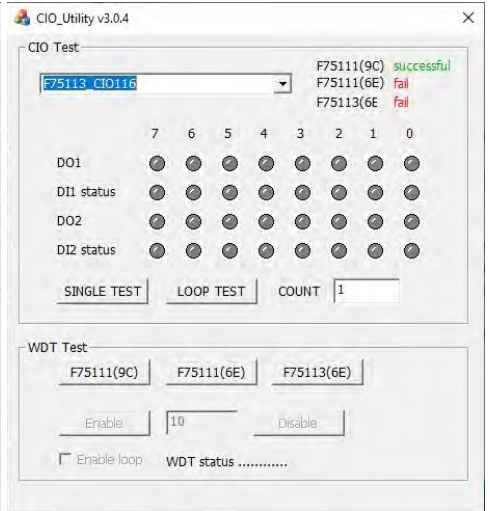 CIO_Utility v3.0.4
CIO Test
F75113_CIO116
F75111(9C) successful
F75111(6E) fail
F75113(6E fail
7 6 5 4 3 2 1 0
DO1
DI1 status
DO2
DI2 status
SINGLE TEST LOOP TEST COUNT 1
WDT Test
F75111(9C) F75111(6E) F75113(6E)
Enable 10 Disable
Enable loop WDT status ............